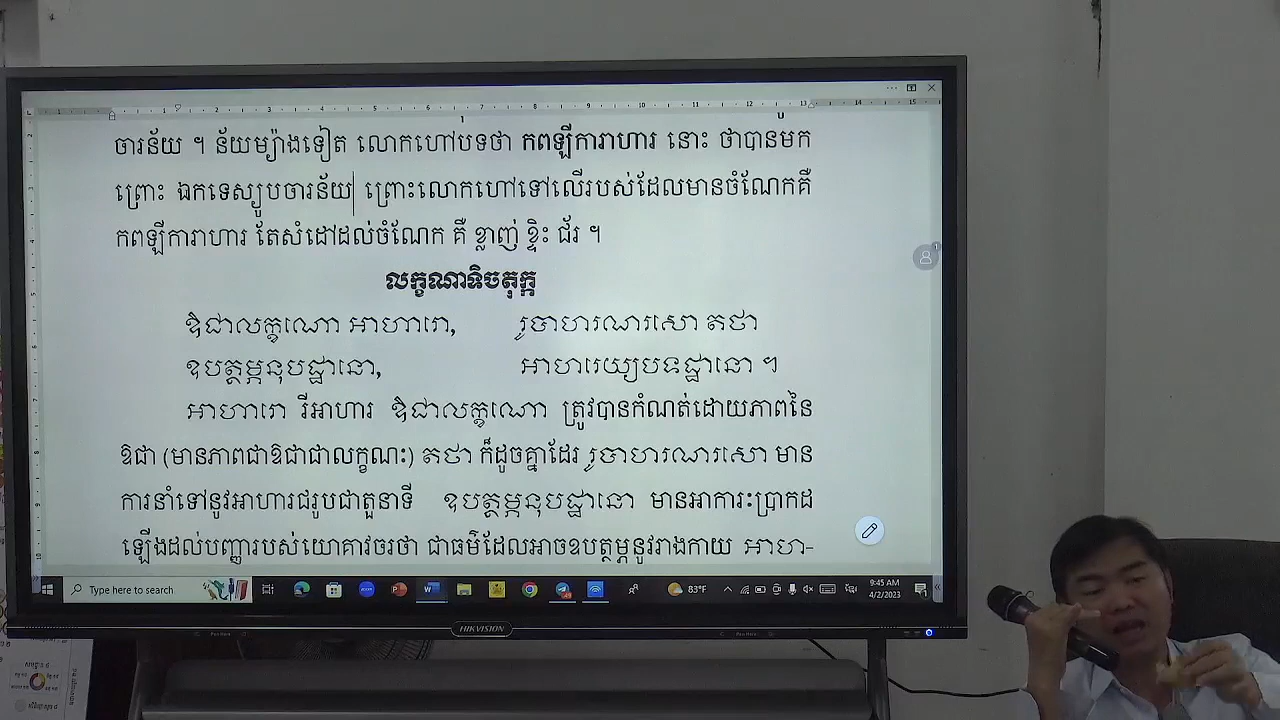 ចារន័យ ។ ន័យម្យ៉ាងទៀត លោកហៅបទថា កពឡីការាហារ នោះ ថាបានមក
ព្រោះ ឯកទេស្យូបចារន័យ ព្រោះលោកហៅទៅលើរបស់ដែលមានចំណែកគឺ
កពឡីការាហារ តែសំដៅដល់ចំណែក គឺ ខ្លាញ់ ខ្ទិះ ជ័រ ។
លក្ខណាទិចតុក្ក
ឱជាលក្ខណោ អាហារោ, រូបាហរណរសោ តថា
ឧបត្ថម្ភនុបដ្ឋានោ, អាហរេយ្យបទដ្ឋានោ ។
អាហារោ រីអាហារ ឱជាលក្ខណោ ត្រូវបានកំណត់ដោយភាពនៃ
ឱជា (មានភាពជាឱជាជាលក្ខណៈ) តថា ក៏ដូចគ្នាដែរ រូបាហរណរសោ មាន
ការនាំទៅនូវអាហារជរូបជាតួនាទី ឧបត្ថម្ភនុបដ្ឋានោ មានអាការៈប្រាកដ
ឡើងដល់បញ្ញារបស់យោគាវចរថា ជាធម៌ដែលអាចឧបត្ថម្ភនូវរាងកាយ អាហា-
Type here to search
83°F
9:45 AM
4/2/2023
HIKVISION